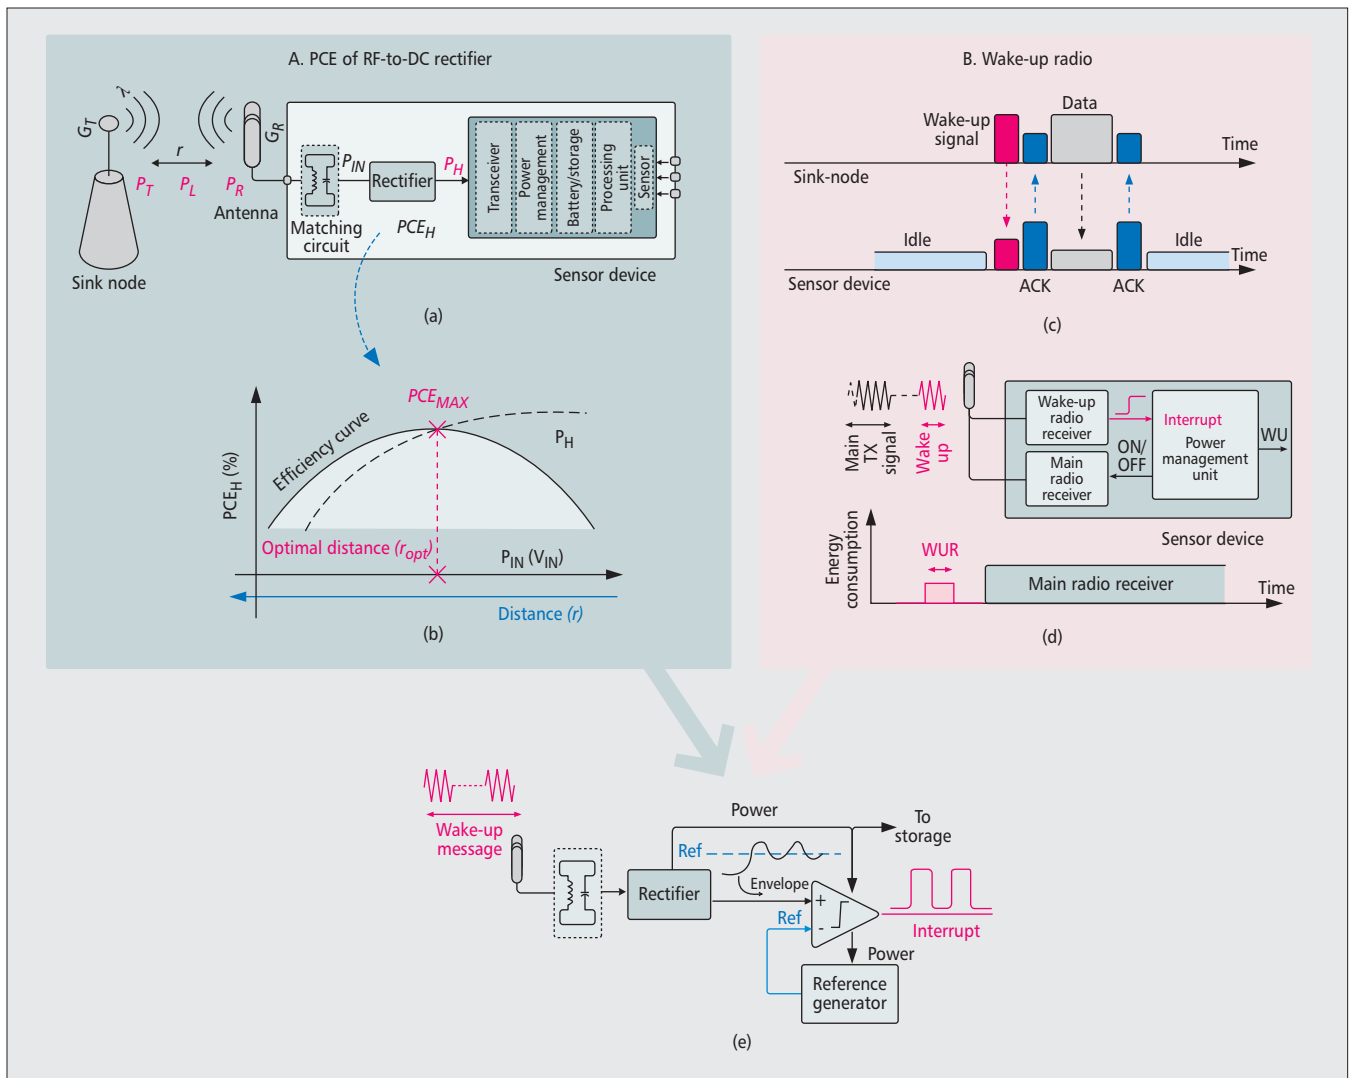 A. PCE of RF-to-DC rectifier
λ
G_T
r
G_R
P_T
P_L
P_R
Antenna
P_IN
Matching
circuit
Rectifier
PCE_H
P_H
Transceiver
Power
management
Battery/storage
Processing
unit
Sensor
Sink node
Sensor device
(a)
PCE_MAX
Efficiency curve
P_H
PCE_H (%)
Optimal distance (r_opt)
P_IN (V_IN)
Distance (r)
(b)
B. Wake-up radio
Wake-up
signal
Data
Time
Sink-node
Idle
Idle
Time
Sensor device
ACK
ACK
(c)
Main
TX
signal
Wake
up
Wake-up
radio
receiver
Main
radio
receiver
Interrupt
ON/
OFF
Power
management
unit
WU
Sensor device
Energy
consumption
WUR
Main radio receiver
Time
(d)
Wake-up
message
Rectifier
Power
To
storage
Ref
Envelope
+
Ref
-
Interrupt
Power
Reference
generator
(e)